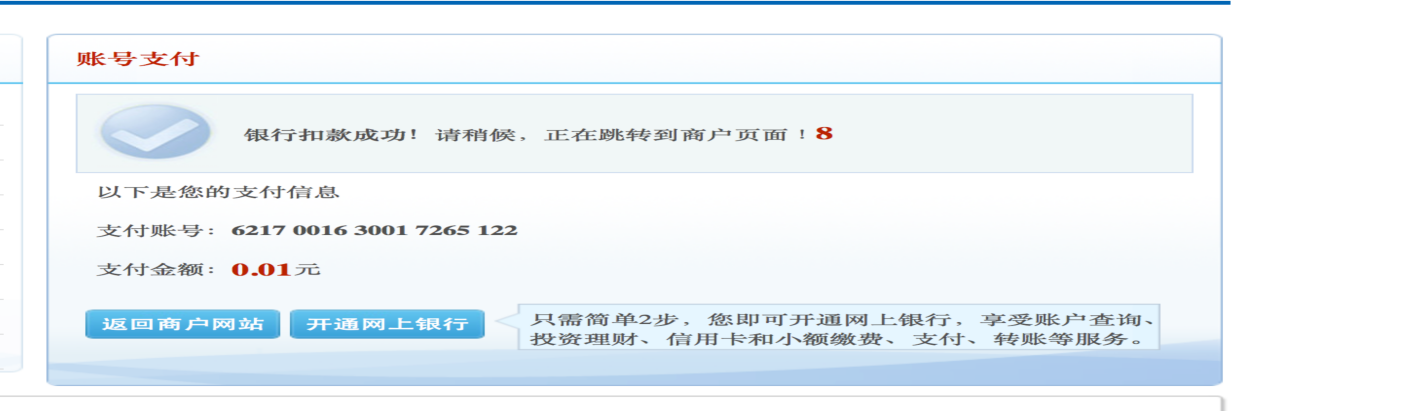 账号支付
银行扣款成功！请稍候，正在跳转到商户页面！8
以下是您的支付信息
支付账号：6217 0016 3001 7265 122
支付金额：0.01元
返回商户网站 开通网上银行
只需简单2步，您即可开通网上银行，享受账户查询、
投资理财、信用卡和小额缴费、支付、转账等服务。